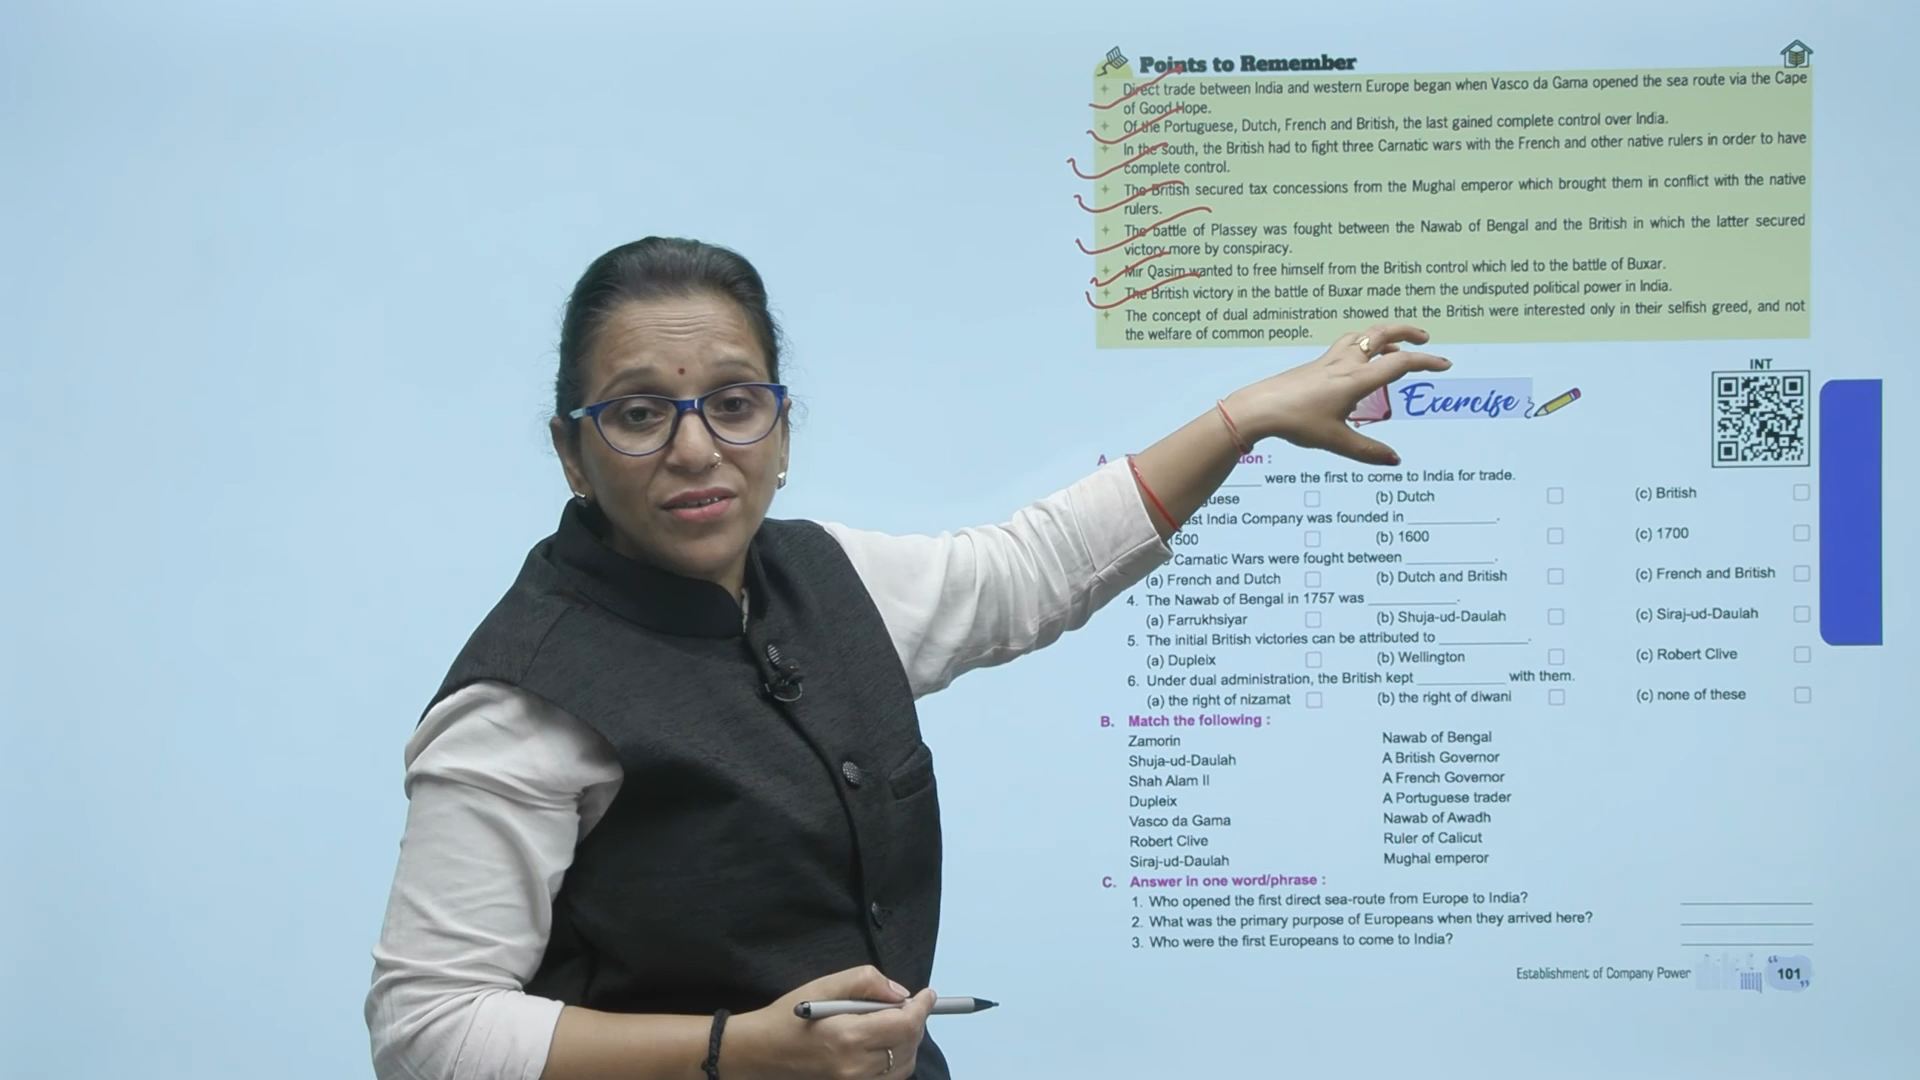 Points to Remember
Direct trade between India and western Europe began when Vasco da Gama opened the sea route via the Cape
of Good Hope.
Of the Portuguese, Dutch, French and British, the last gained complete control over India.
In the south, the British had to fight three Carnatic wars with the French and other native rulers in order to have
complete control.
The British secured tax concessions from the Mughal emperor which brought them in conflict with the native
rulers.
The battle of Plassey was fought between the Nawab of Bengal and the British in which the latter secured
victory more by conspiracy.
Mir Qasim wanted to free himself from the British control which led to the battle of Buxar.
The British victory in the battle of Buxar made them the undisputed political power in India.
The concept of dual administration showed that the British were interested only in their selfish greed, and not
the welfare of common people.
INT
Exercise
A
were the first to come to India for trade.
(b) Dutch (c) British
India Company was founded in __________.
(b) 1600 (c) 1700
Carnatic Wars were fought between __________.
(a) French and Dutch (b) Dutch and British (c) French and British
4. The Nawab of Bengal in 1757 was __________.
(a) Farrukhsiyar (b) Shuja-ud-Daulah (c) Siraj-ud-Daulah
5. The initial British victories can be attributed to __________.
(a) Dupleix (b) Wellington (c) Robert Clive
6. Under dual administration, the British kept __________ with them.
(a) the right of nizamat (b) the right of diwani (c) none of these
B. Match the following :
Zamorin Nawab of Bengal
Shuja-ud-Daulah A British Governor
Shah Alam II A French Governor
Dupleix A Portuguese trader
Vasco da Gama Nawab of Awadh
Robert Clive Ruler of Calicut
Siraj-ud-Daulah Mughal emperor
C. Answer in one word/phrase :
1. Who opened the first direct sea-route from Europe to India?
2. What was the primary purpose of Europeans when they arrived here?
3. Who were the first Europeans to come to India?
Establishment of Company Power 101